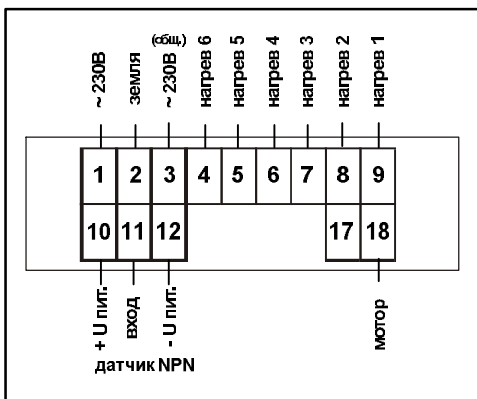 ~ 230В
земля
~ 230В (общ.)
нагрев 6
нагрев 5
нагрев 4
нагрев 3
нагрев 2
нагрев 1
1 2 3 4 5 6 7 8 9
10 11 12 17 18
+ U пит.
вход
- U пит.
мотор
датчик NPN